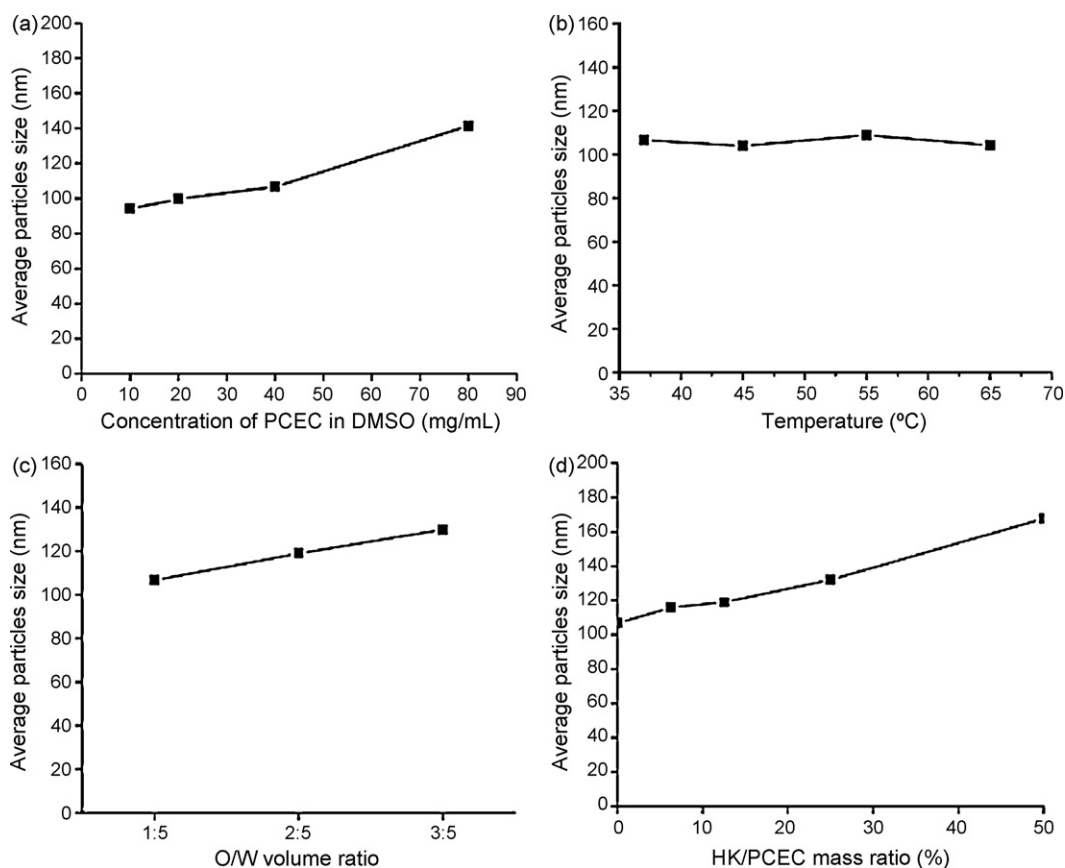 (a)
200
180
160
140
120
100
80
60
40
20
0
Average particles size (nm)
0 10 20 30 40 50 60 70 80 90
Concentration of PCEC in DMSO (mg/mL)
(b)
160
140
120
100
80
60
40
20
0
Average particles size (nm)
35 40 45 50 55 60 65 70
Temperature (ºC)
(c)
160
140
120
100
80
60
40
20
0
Average particles size (nm)
1:5 2:5 3:5
O/W volume ratio
(d)
200
180
160
140
120
100
80
60
40
20
0
Average particles size (nm)
0 10 20 30 40 50
HK/PCEC mass ratio (%)